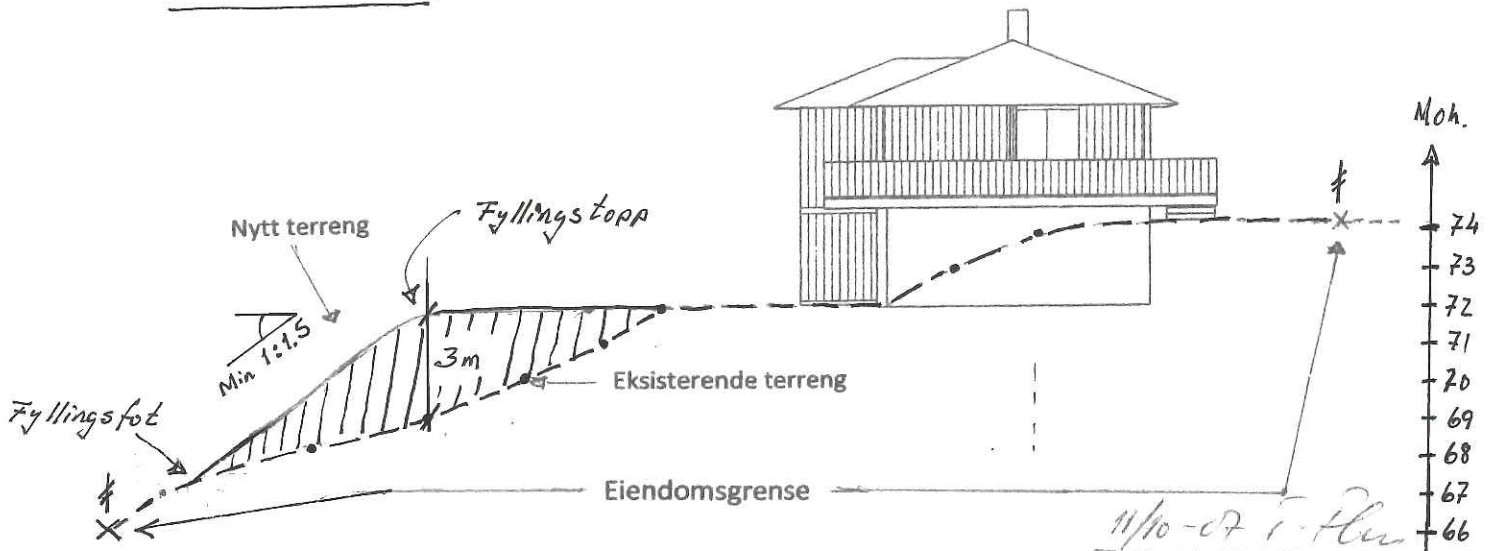 Moh.
Fyllingstopp
Nytt terreng
74
73
72
Min 1:1.5
3m
71
Eksisterende terreng
70
Fyllingsfot
69
68
Eiendomsgrense
67
11/10-07
66